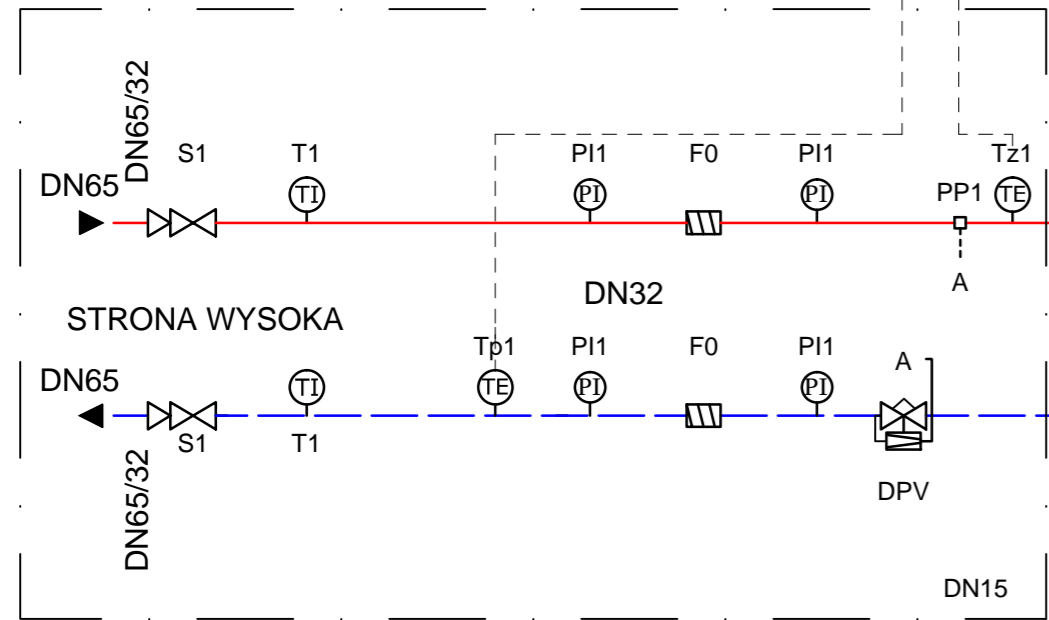 DN65/32
S1
T1
PI1
F0
PI1
Tz1
DN65
TI
PI
PI
PP1
TE
A
DN32
STRONA WYSOKA
Tp1
PI1
F0
PI1
A
DN65
TI
TE
PI
PI
S1
T1
DN65/32
DPV
DN15